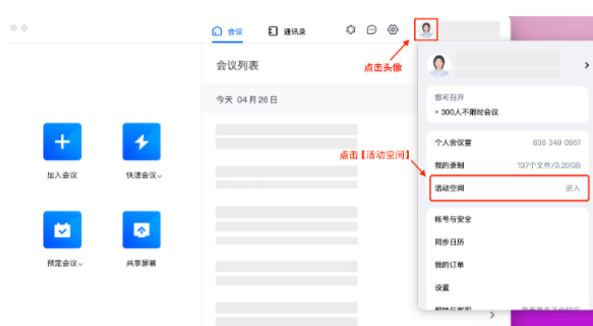 会议
通讯录
会议列表
点击头像
今天 04月26日
加入会议
快速会议
预定会议
共享屏幕
点击【活动空间】
您可召开
• 300人不限时会议
个人会议室 836 349 0951
我的录制 137个文件/3.20GB
活动空间 进入
账号与安全
同步日历
我的订单
设置